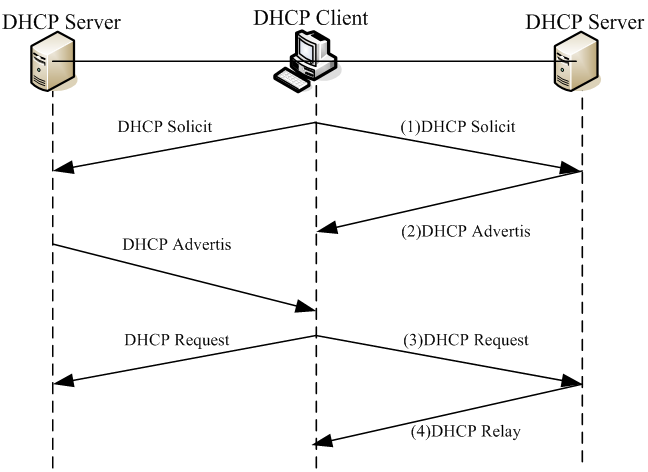 DHCP Server
DHCP Client
DHCP Server
DHCP Solicit
(1)DHCP Solicit
(2)DHCP Advertis
DHCP Advertis
DHCP Request
(3)DHCP Request
(4)DHCP Relay